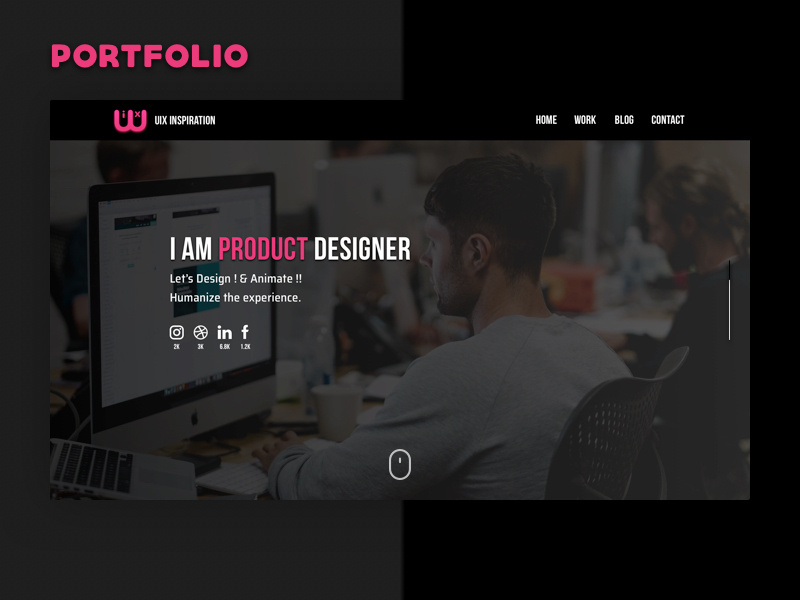 PORTFOLIO
UIX INSPIRATION
HOME WORK BLOG CONTACT
I AM PRODUCT DESIGNER
Let's Design ! & Animate !!
Humanize the experience.
2K 3K 6.8K 1.2K